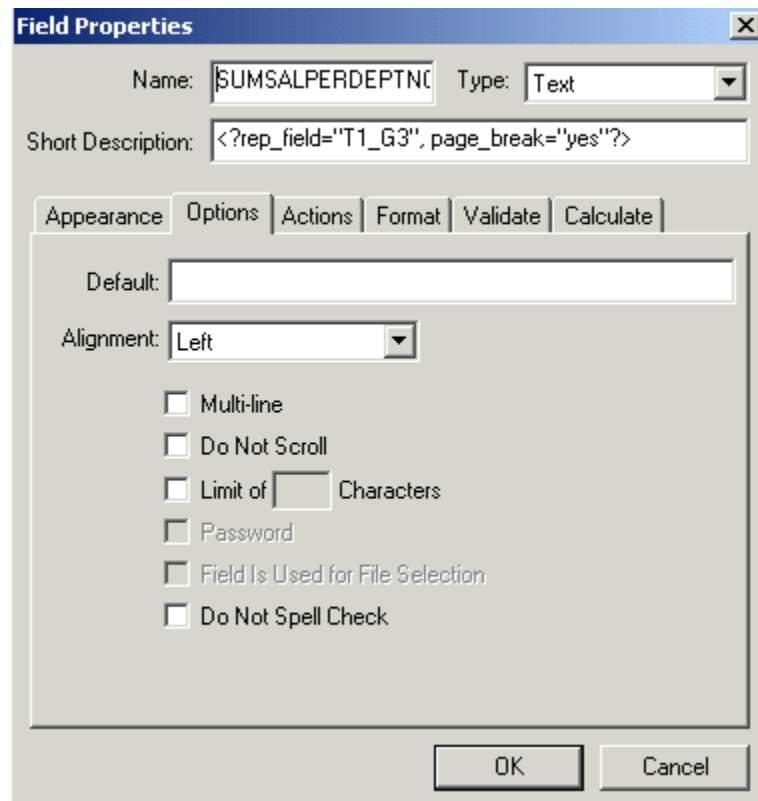 Field Properties
Name: SUMSALPERDEPTNO Type: Text
Short Description: <?rep_field="T1_G3", page_break="yes"?>
Appearance Options Actions Format Validate Calculate
Default:
Alignment: Left
Multi-line
Do Not Scroll
Limit of Characters
Password
Field Is Used for File Selection
Do Not Spell Check
OK Cancel